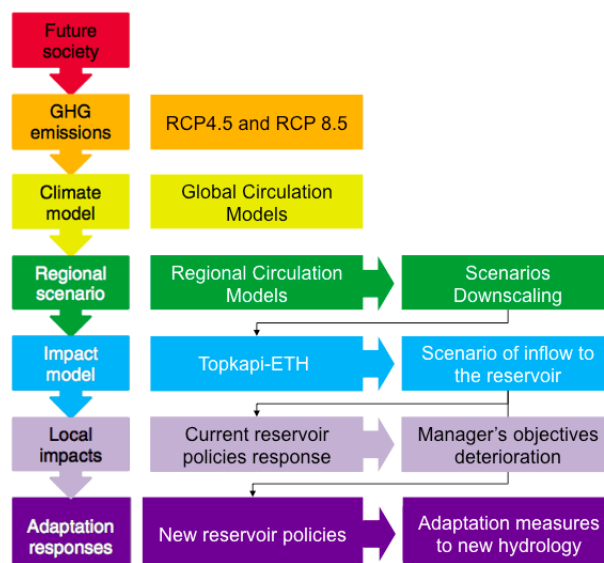 Future
society
GHG
emissions
RCP4.5 and RCP 8.5
Climate
model
Global Circulation
Models
Regional
scenario
Regional Circulation
Models
Scenarios
Downscaling
Impact
model
Topkapi-ETH
Scenario of inflow to
the reservoir
Local
impacts
Current reservoir
policies response
Manager's objectives
deterioration
Adaptation
responses
New reservoir policies
Adaptation measures
to new hydrology